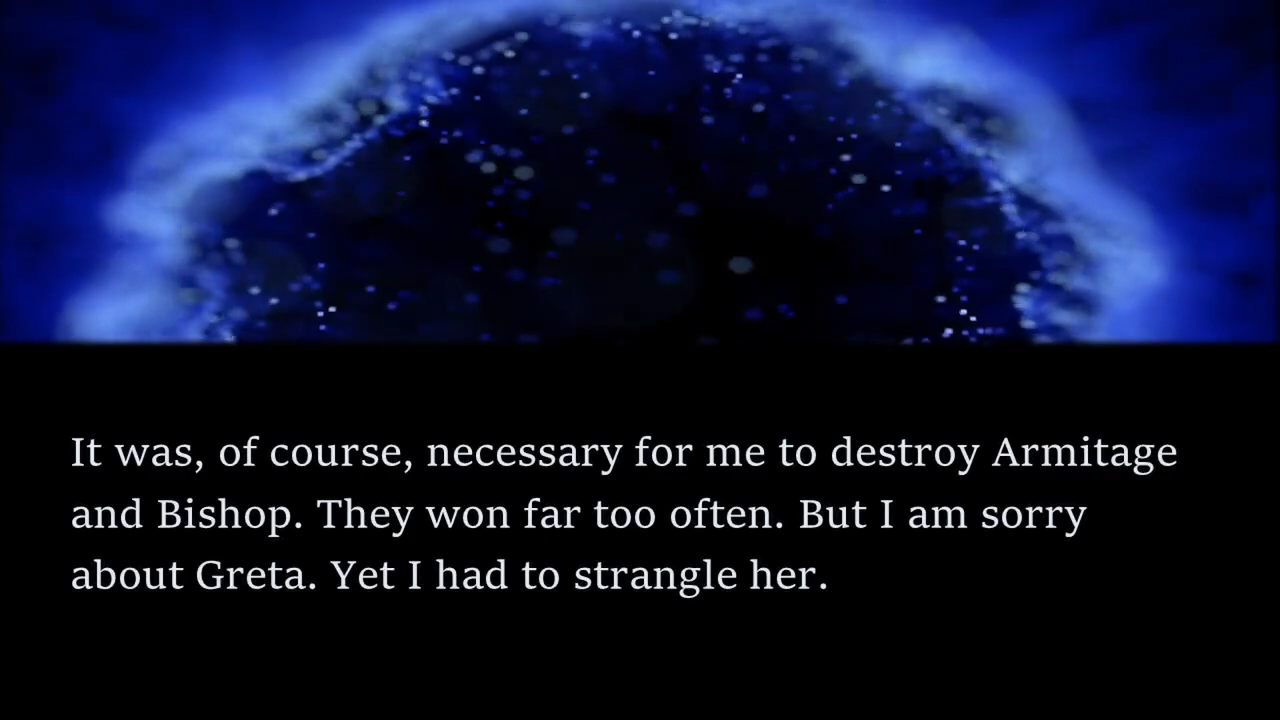 It was, of course, necessary for me to destroy Armitage
and Bishop. They won far too often. But I am sorry
about Greta. Yet I had to strangle her.